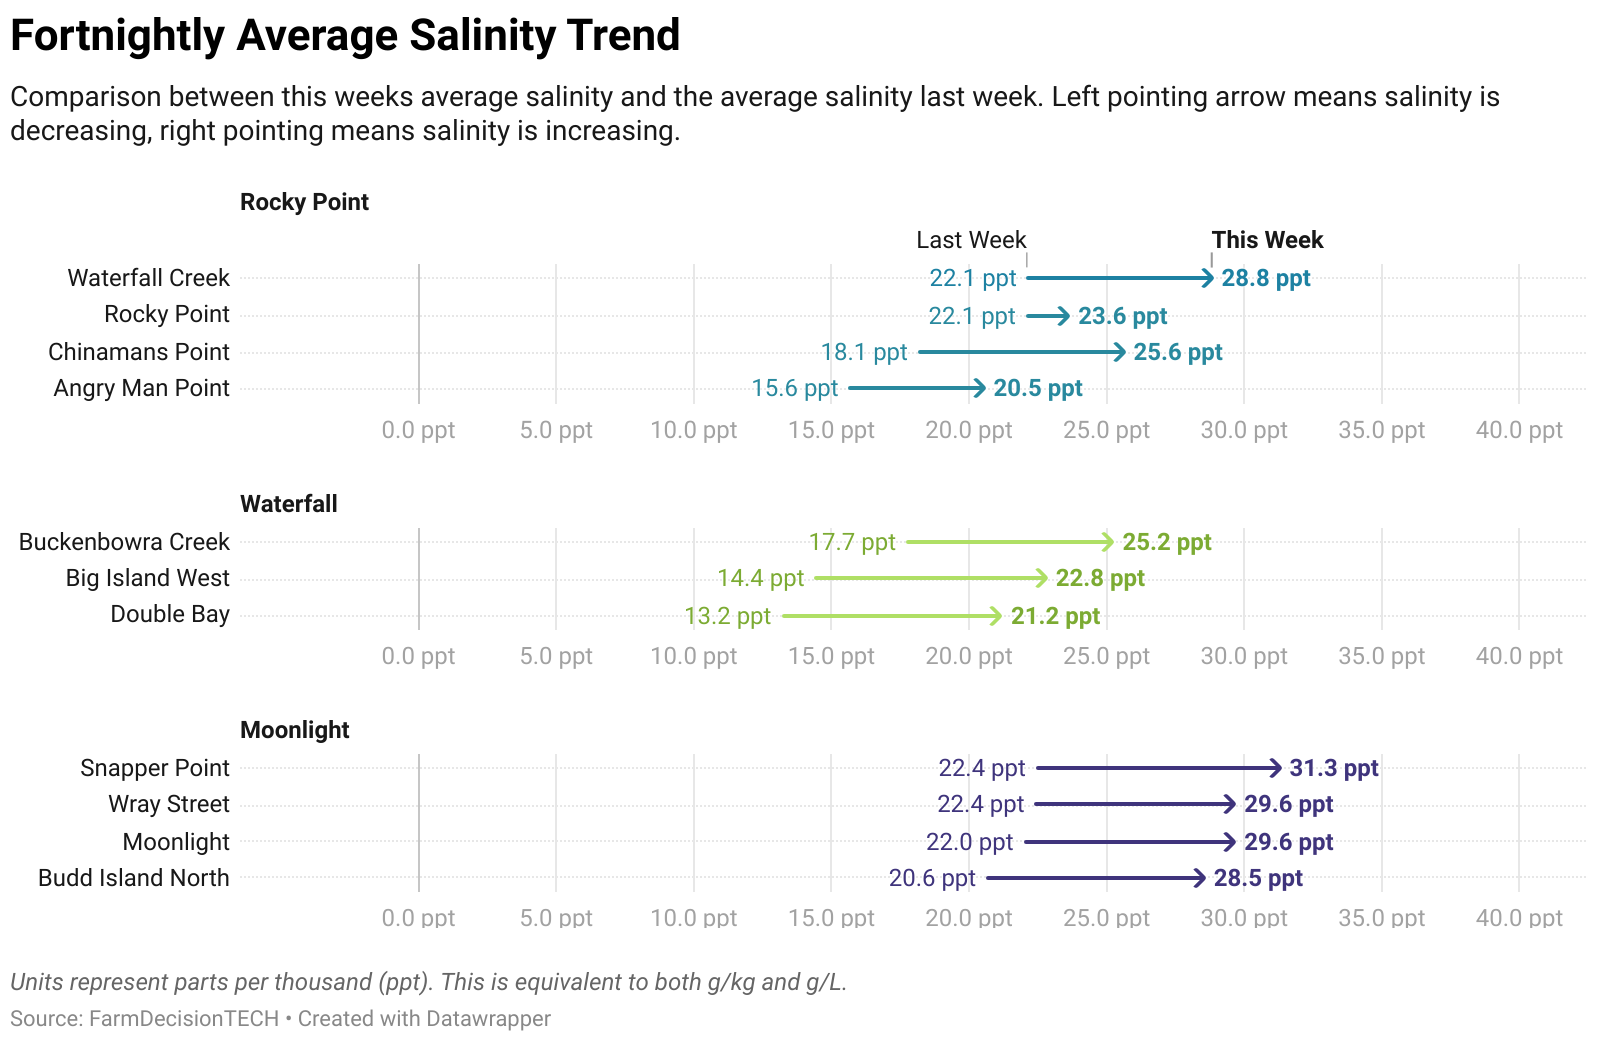 Fortnightly Average Salinity Trend
Comparison between this weeks average salinity and the average salinity last week. Left pointing arrow means salinity is
decreasing, right pointing means salinity is increasing.
Rocky Point
Last Week This Week
Waterfall Creek 22.1 ppt 28.8 ppt
Rocky Point 22.1 ppt 23.6 ppt
Chinamans Point 18.1 ppt 25.6 ppt
Angry Man Point 15.6 ppt 20.5 ppt
0.0 ppt 5.0 ppt 10.0 ppt 15.0 ppt 20.0 ppt 25.0 ppt 30.0 ppt 35.0 ppt 40.0 ppt
Waterfall
Buckenbowra Creek 17.7 ppt 25.2 ppt
Big Island West 14.4 ppt 22.8 ppt
Double Bay 13.2 ppt 21.2 ppt
0.0 ppt 5.0 ppt 10.0 ppt 15.0 ppt 20.0 ppt 25.0 ppt 30.0 ppt 35.0 ppt 40.0 ppt
Moonlight
Snapper Point 22.4 ppt 31.3 ppt
Wray Street 22.4 ppt 29.6 ppt
Moonlight 22.0 ppt 29.6 ppt
Budd Island North 20.6 ppt 28.5 ppt
0.0 ppt 5.0 ppt 10.0 ppt 15.0 ppt 20.0 ppt 25.0 ppt 30.0 ppt 35.0 ppt 40.0 ppt
Units represent parts per thousand (ppt). This is equivalent to both g/kg and g/L.
Source: FarmDecisionTECH • Created with Datawrapper